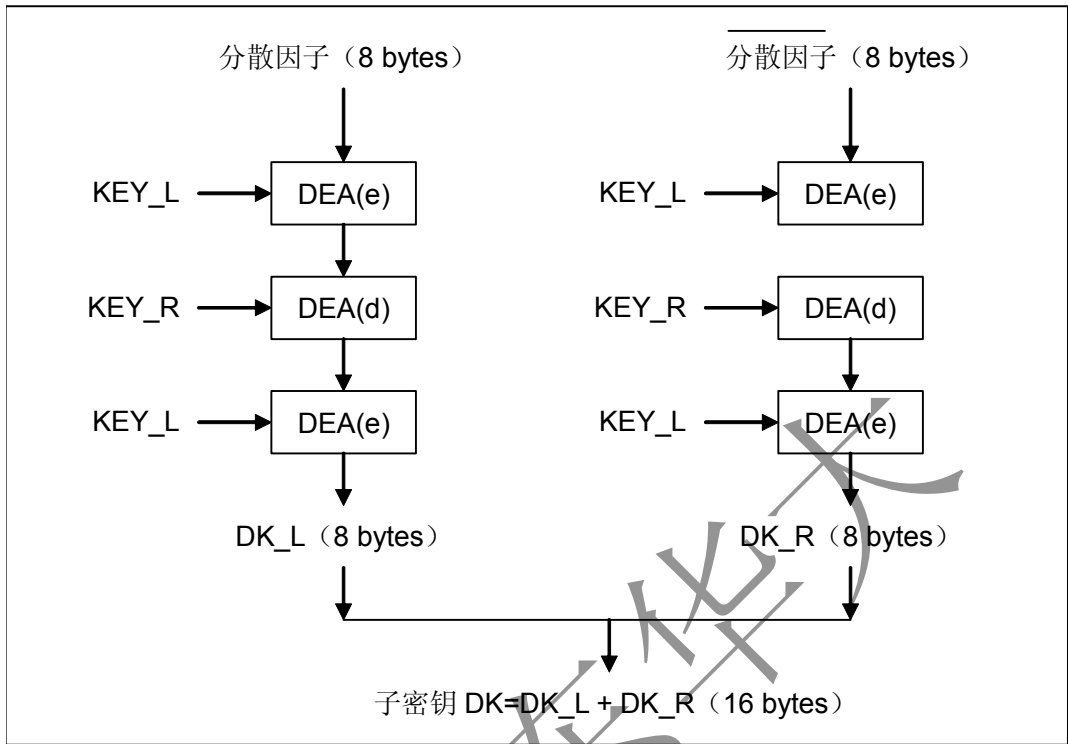 分散因子（8 bytes）
分散因子（8 bytes）
KEY_L
DEA(e)
KEY_L
DEA(e)
KEY_R
DEA(d)
KEY_R
DEA(d)
KEY_L
DEA(e)
KEY_L
DEA(e)
DK_L（8 bytes）
DK_R（8 bytes）
子密钥 DK=DK_L + DK_R（16 bytes）